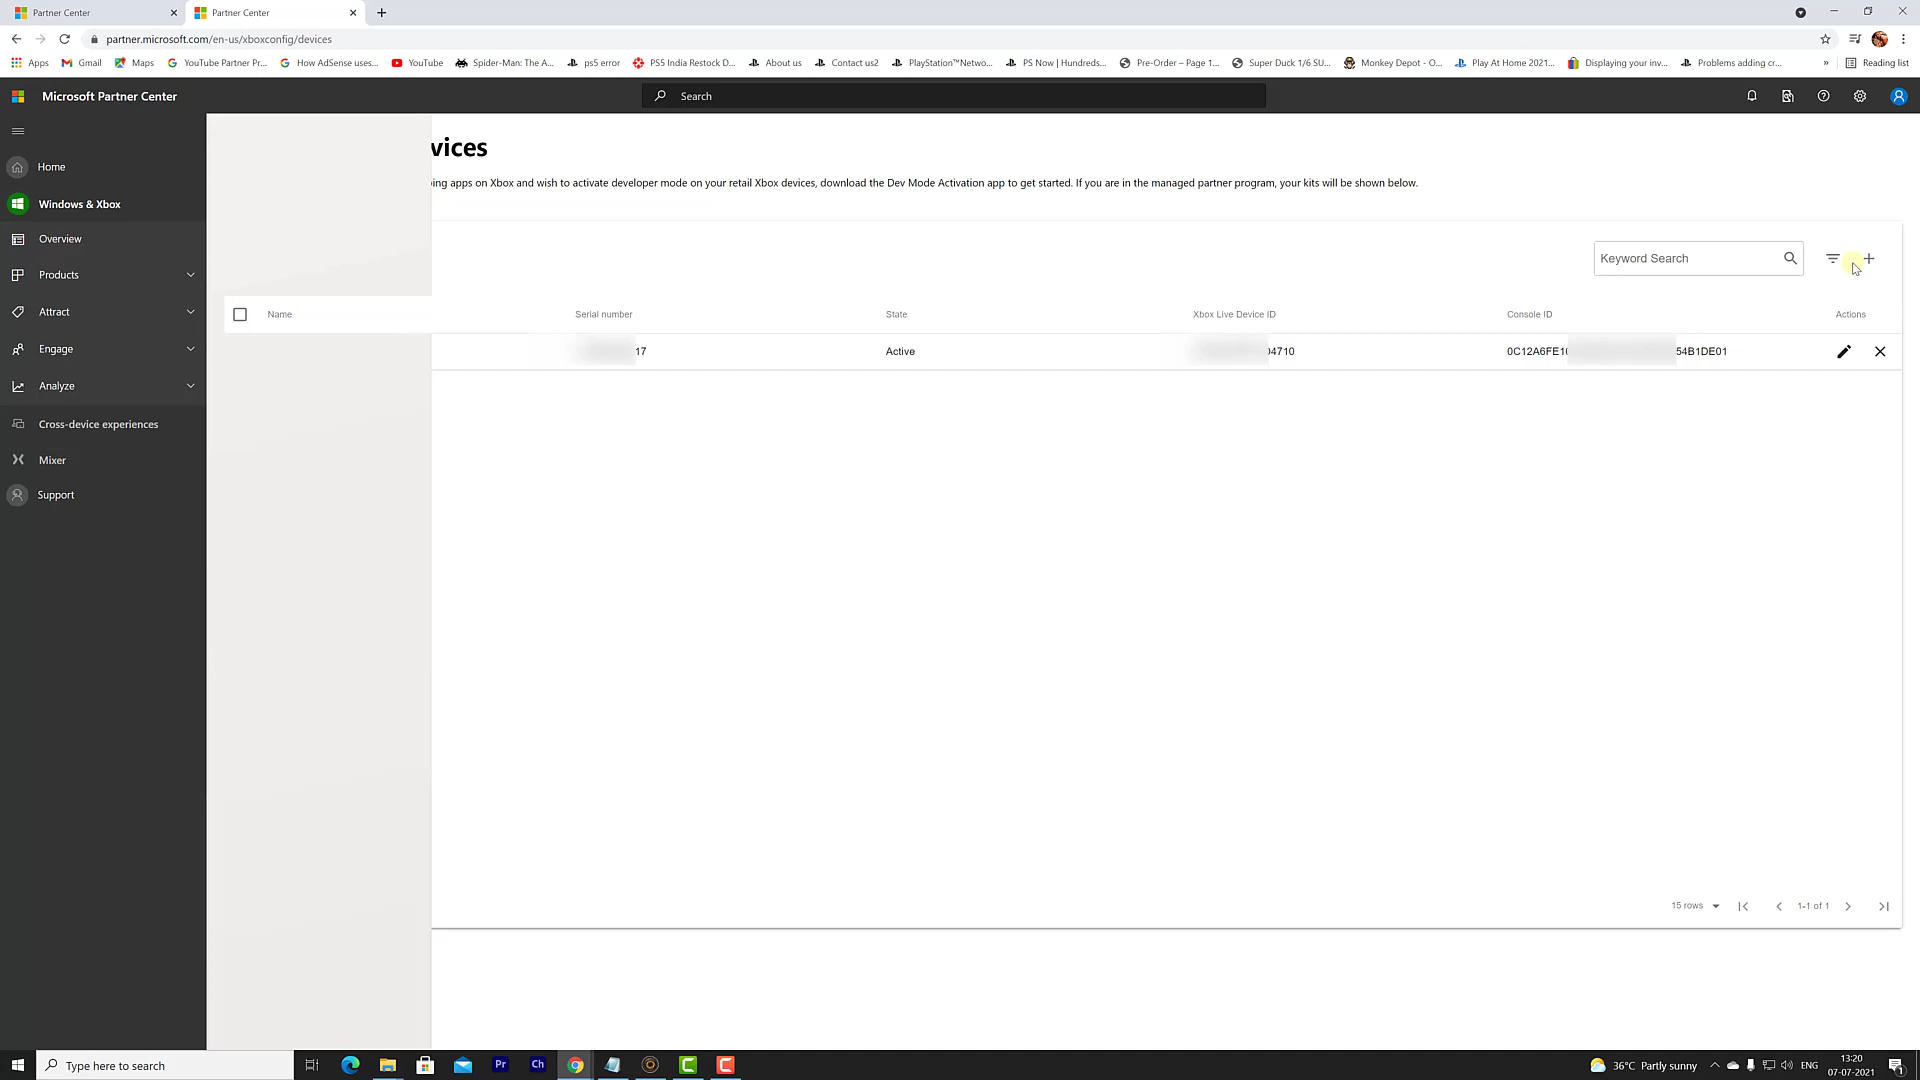 Partner Center
Partner Center
partner.microsoft.com/en-us/xboxconfig/devices
Apps
Gmail
Maps
YouTube Partner Pr...
How AdSense uses...
YouTube
Spider-Man: The A...
ps5 error
PS5 India Restock D...
About us
Contact us2
PlayStation™Netwo...
PS Now | Hundreds...
Pre-Order – Page 1...
Super Duck 1/6 SU...
Monkey Depot - O...
Play At Home 2021...
Displaying your inv...
Problems adding cr...
»
Reading list
Microsoft Partner Center
Search
Home
Windows & Xbox
Overview
Products
Attract
Engage
Analyze
Cross-device experiences
Mixer
Support
vices
ing apps on Xbox and wish to activate developer mode on your retail Xbox devices, download the Dev Mode Activation app to get started. If you are in the managed partner program, your kits will be shown below.
Keyword Search
Name
Serial number
State
Xbox Live Device ID
Console ID
Actions
17
Active
04710
0C12A6FE10
54B1DE01
15 rows
1-1 of 1
Type here to search
Pr
Ch
36°C Partly sunny
ENG
13:20
07-07-2021
1